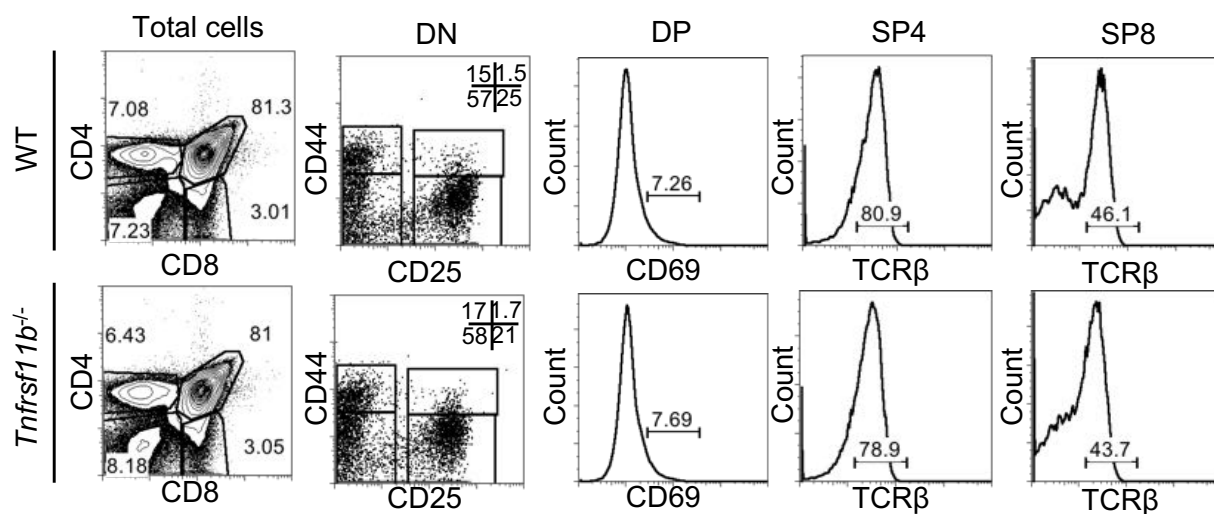 Total cells
DN
DP
SP4
SP8
WT
CD4
7.08
81.3
7.23
3.01
CD8
CD44
15 1.5
57 25
CD25
Count
7.26
CD69
Count
80.9
TCRβ
Count
46.1
TCRβ
Tnfrsf11b-/-
CD4
6.43
81
8.18
3.05
CD8
CD44
17 1.7
58 21
CD25
Count
7.69
CD69
Count
78.9
TCRβ
Count
43.7
TCRβ